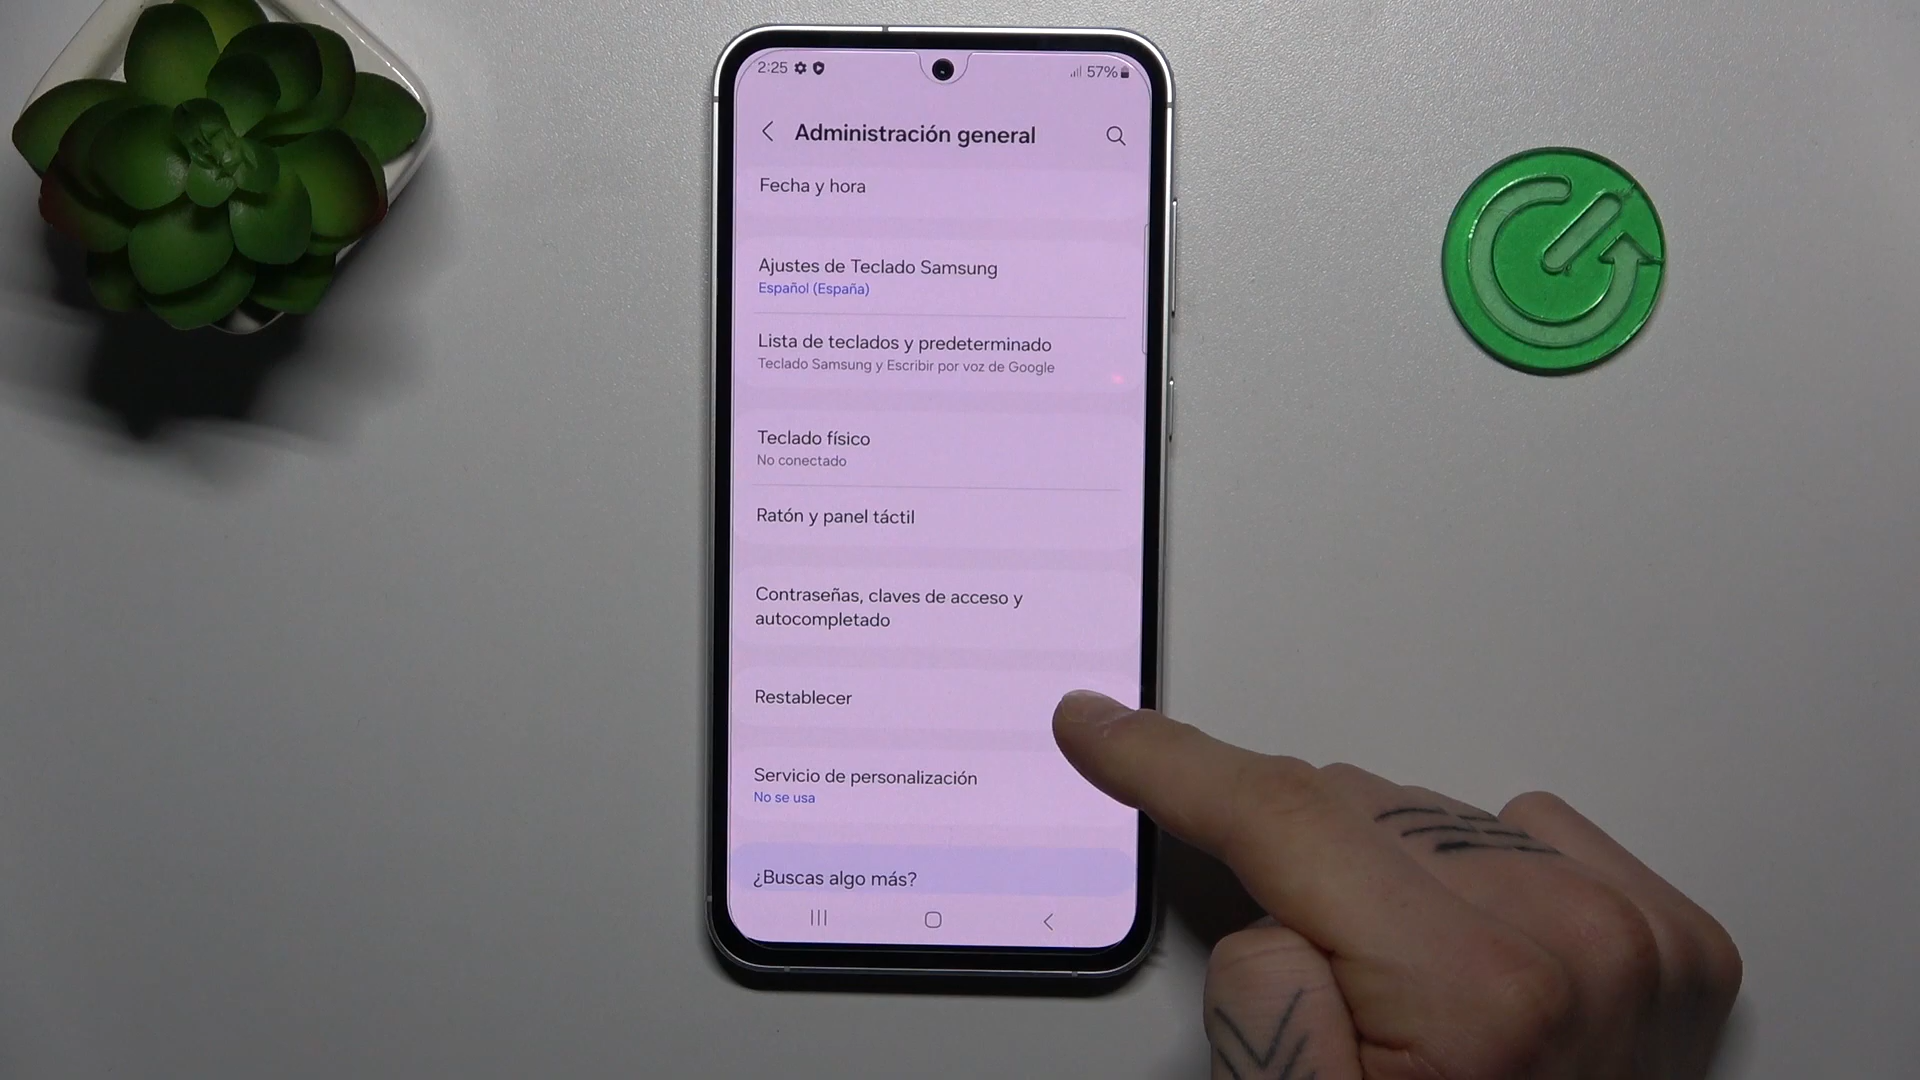 2:25
57%
Administración general
Fecha y hora
Ajustes de Teclado Samsung
Español (España)
Lista de teclados y predeterminado
Teclado Samsung y Escribir por voz de Google
Teclado físico
No conectado
Ratón y panel táctil
Contraseñas, claves de acceso y
autocompletado
Restablecer
Servicio de personalización
No se usa
¿Buscas algo más?